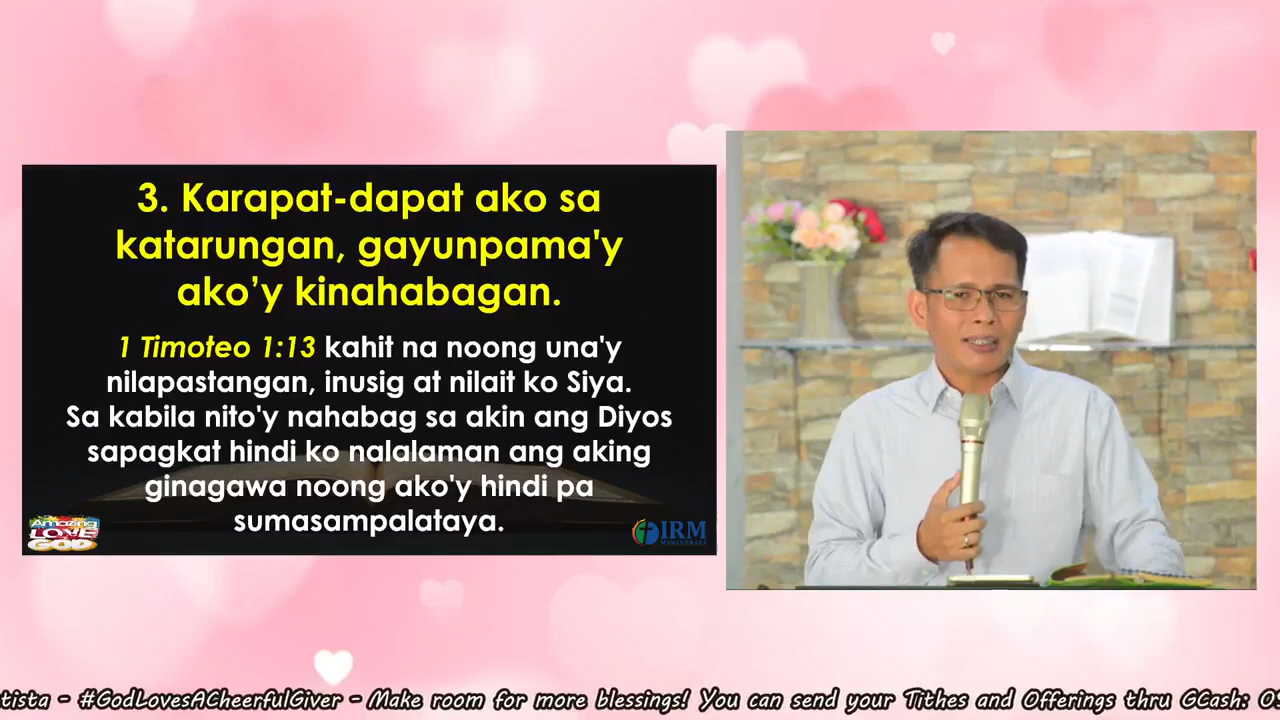 3. Karapat-dapat ako sa
katarungan, gayunpama'y
ako’y kinahabagan.
1 Timoteo 1:13 kahit na noong una'y
nilapastangan, inusig at nilait ko Siya.
Sa kabila nito'y nahabag sa akin ang Diyos
sapagkat hindi ko nalalaman ang aking
ginagawa noong ako'y hindi pa
sumasampalataya.
Amazing
LOVE
GOD
IRM
MINISTRIES
- #GodLovesACheerfulGiver - Make room for more blessings! You can send your Tithes and Offerings thru GCash: